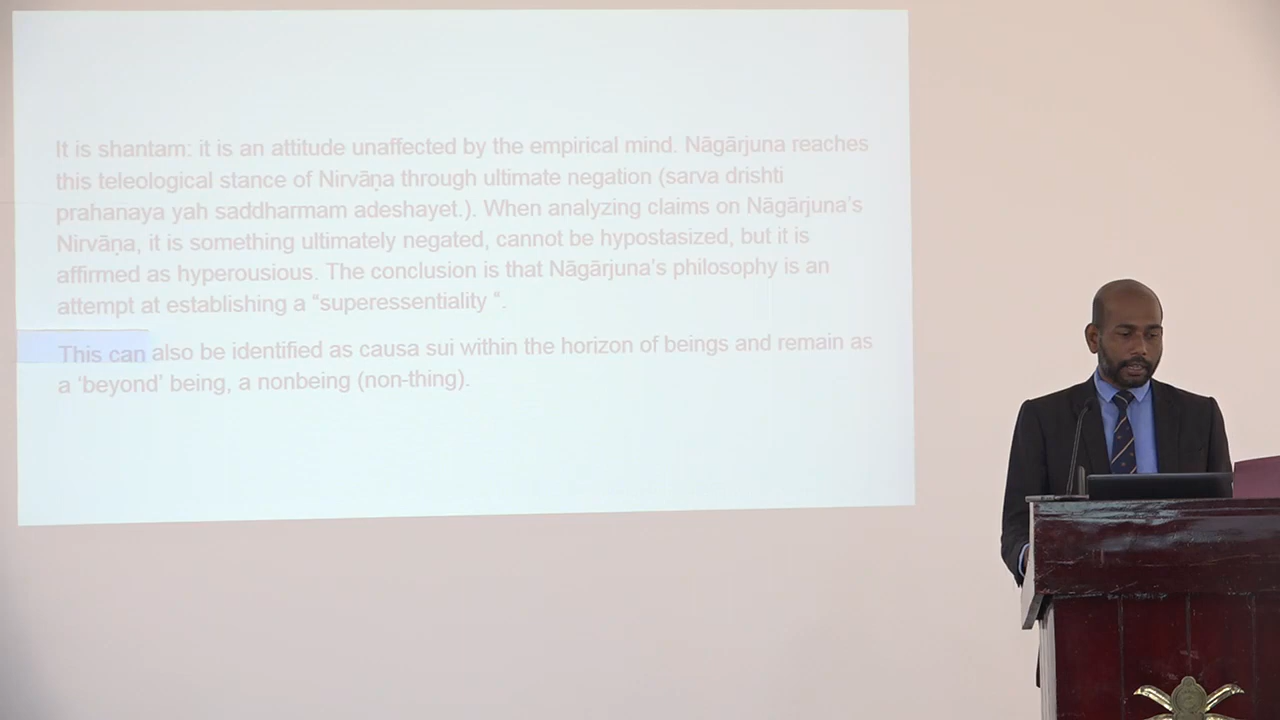 It is shantam: it is an attitude unaffected by the empirical mind. Nāgārjuna reaches
this teleological stance of Nirvāṇa through ultimate negation (sarva drishti
prahanaya yah saddharmam adeshayet.). When analyzing claims on Nāgārjuna’s
Nirvāṇa, it is something ultimately negated, cannot be hypostasized, but it is
affirmed as hyperousious. The conclusion is that Nāgārjuna’s philosophy is an
attempt at establishing a “superessentiality “.
This can also be identified as causa sui within the horizon of beings and remain as
a ‘beyond’ being, a nonbeing (non-thing).